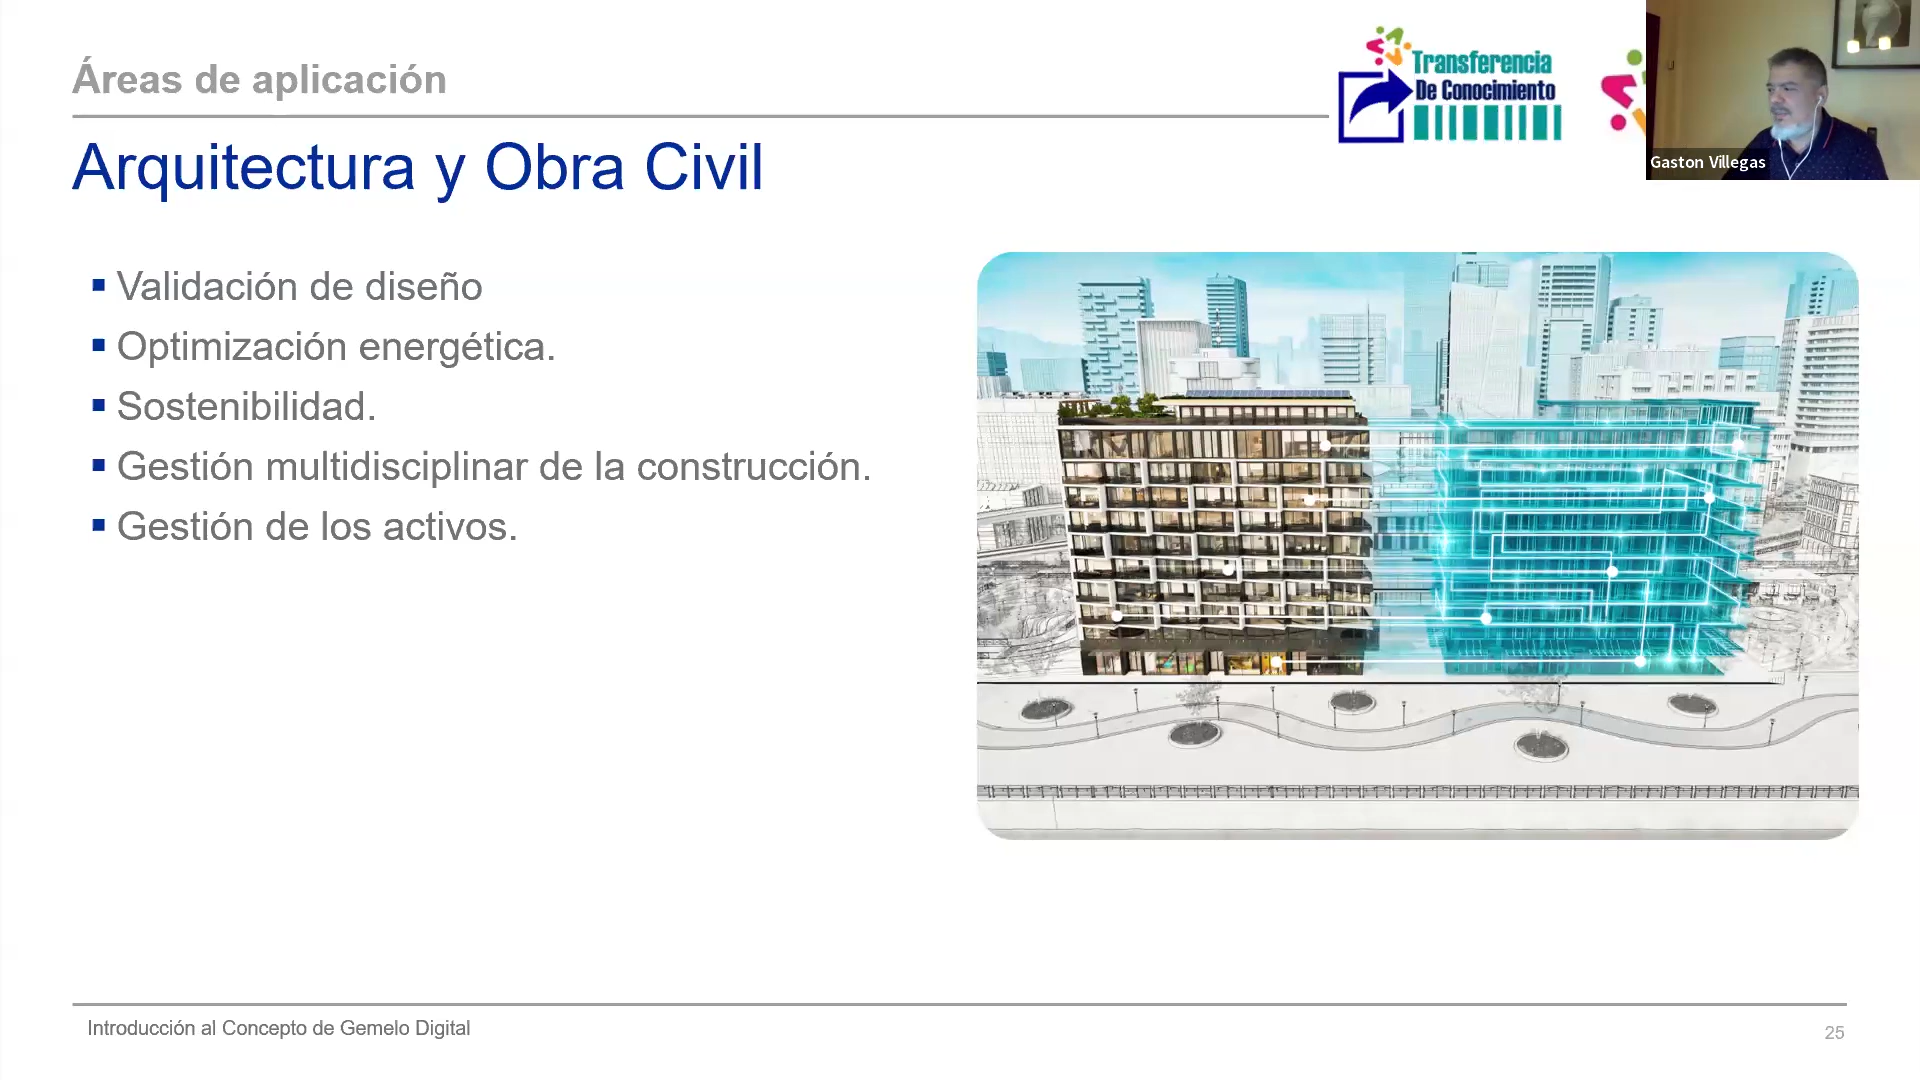 Áreas de aplicación
Transferencia
De Conocimiento
Gaston Villegas
Arquitectura y Obra Civil
Validación de diseño
Optimización energética.
Sostenibilidad.
Gestión multidisciplinar de la construcción.
Gestión de los activos.
Introducción al Concepto de Gemelo Digital
25